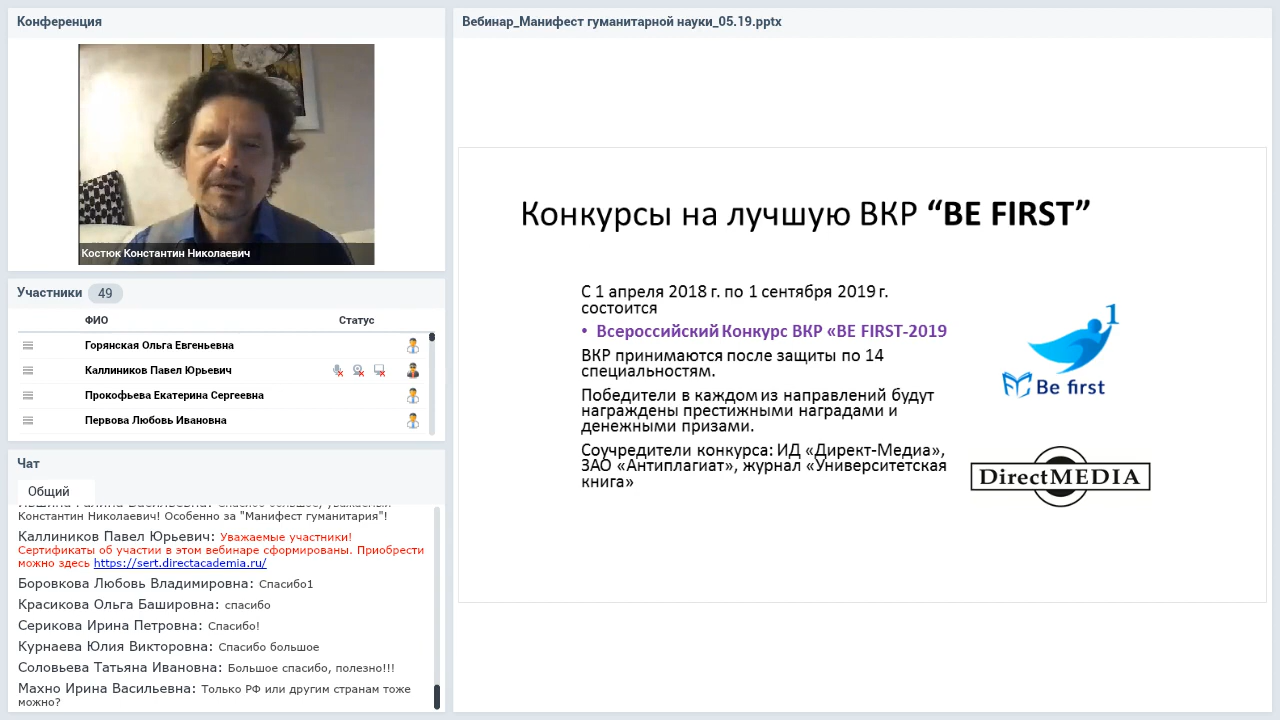 Конференция
Костюк Константин Николаевич
Участники 49
ФИО Статус
Горянская Ольга Евгеньевна
Каллиников Павел Юрьевич
Прокофьева Екатерина Сергеевна
Первова Любовь Ивановна
Чат
Общий
Константин Николаевич! Особенно за "Манифест гуманитария"!
Каллиников Павел Юрьевич: Уважаемые участники!
Сертификаты об участии в этом вебинаре сформированы. Приобрести
можно здесь https://sert.directacademia.ru/
Боровкова Любовь Владимировна: Спасибо1
Красикова Ольга Башировна: спасибо
Серикова Ирина Петровна: Спасибо!
Курнаева Юлия Викторовна: Спасибо большое
Соловьева Татьяна Ивановна: Большое спасибо, полезно!!!
Махно Ирина Васильевна: Только РФ или другим странам тоже
можно?
Вебинар_Манифест гуманитарной науки_05.19.pptx
Конкурсы на лучшую ВКР “BE FIRST”
С 1 апреля 2018 г. по 1 сентября 2019 г.
состоится
• Всероссийский Конкурс ВКР «BE FIRST-2019
ВКР принимаются после защиты по 14
специальностям.
Победители в каждом из направлений будут
награждены престижными наградами и
денежными призами.
Соучредители конкурса: ИД «Директ-Медиа»,
ЗАО «Антиплагиат», журнал «Университетская
книга»
1
Be first
DirectMEDIA